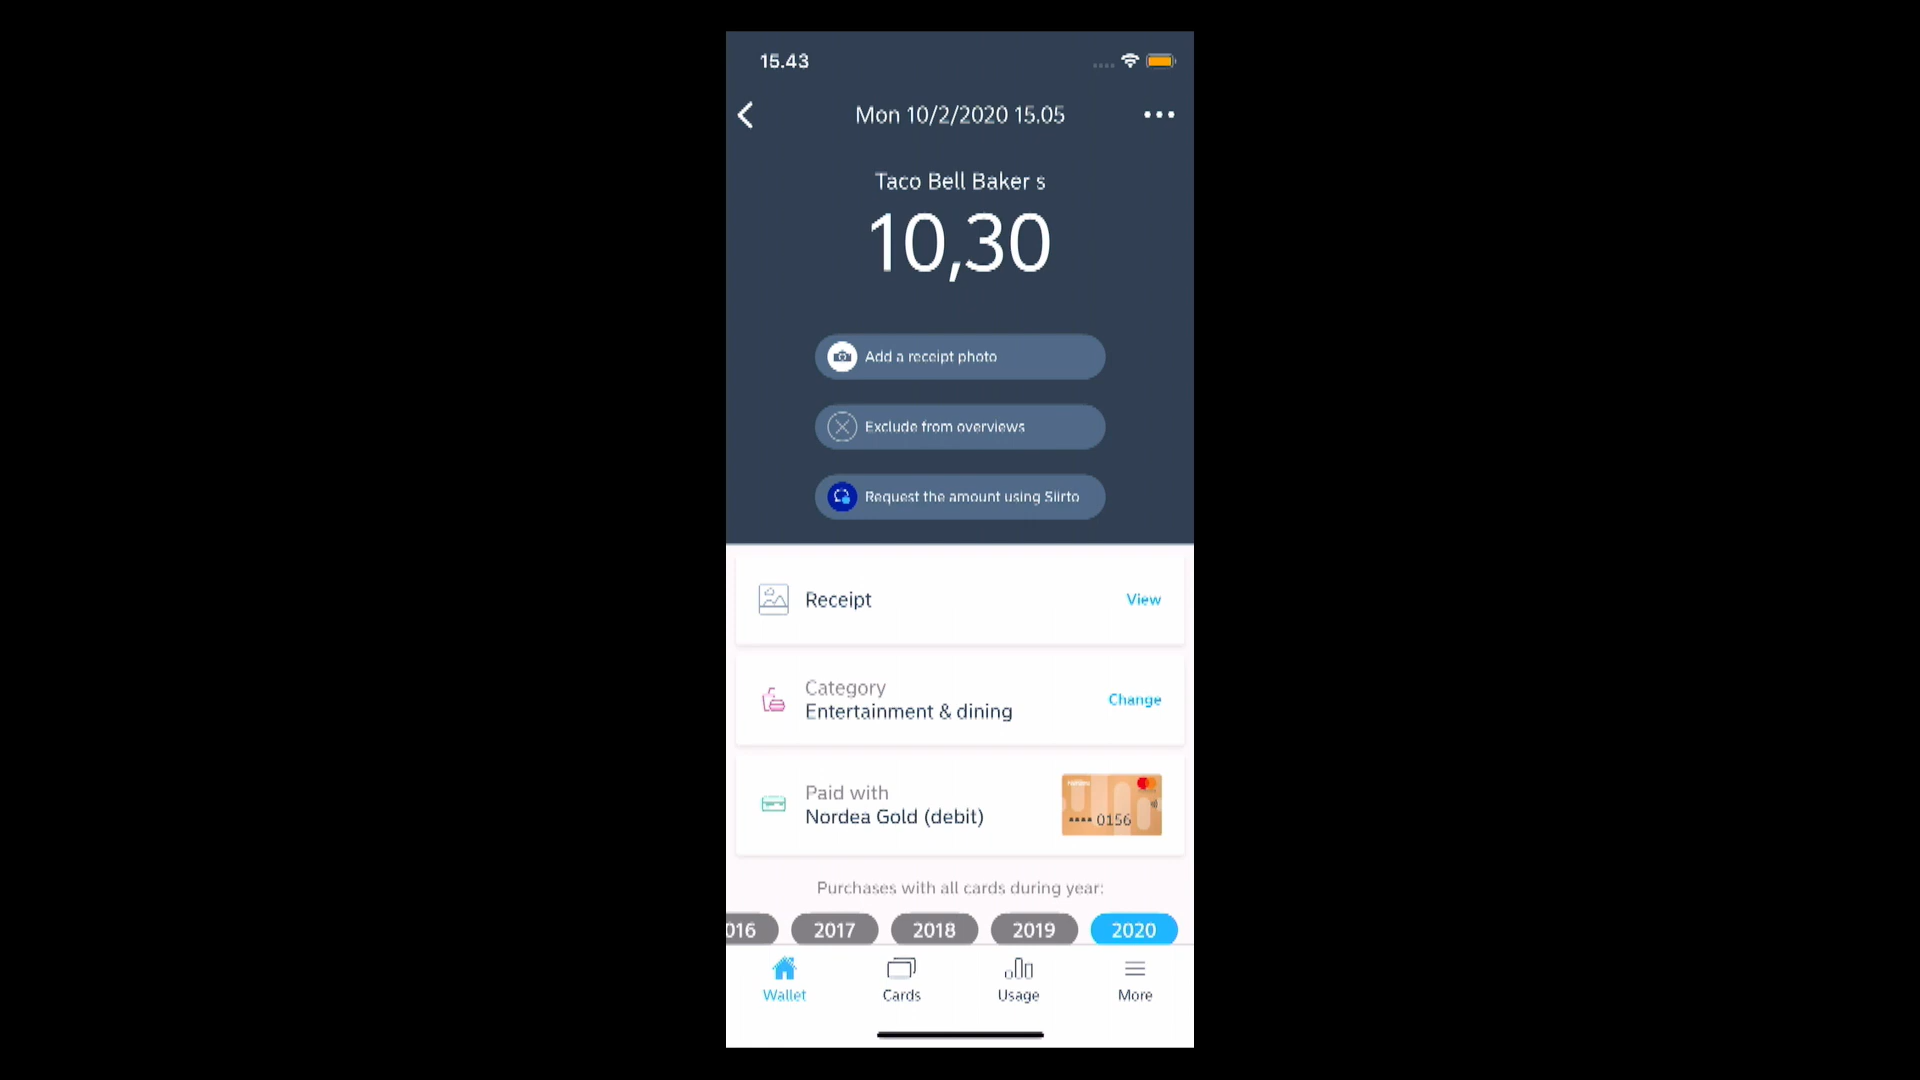 15.43
Mon 10/2/2020 15.05
Taco Bell Baker s
10,30
Add a receipt photo
Exclude from overviews
Request the amount using Siirto
Receipt
View
Category
Entertainment & dining
Change
Paid with
Nordea Gold (debit)
•••• 0156
Purchases with all cards during year:
016 2017 2018 2019 2020
Wallet Cards Usage More